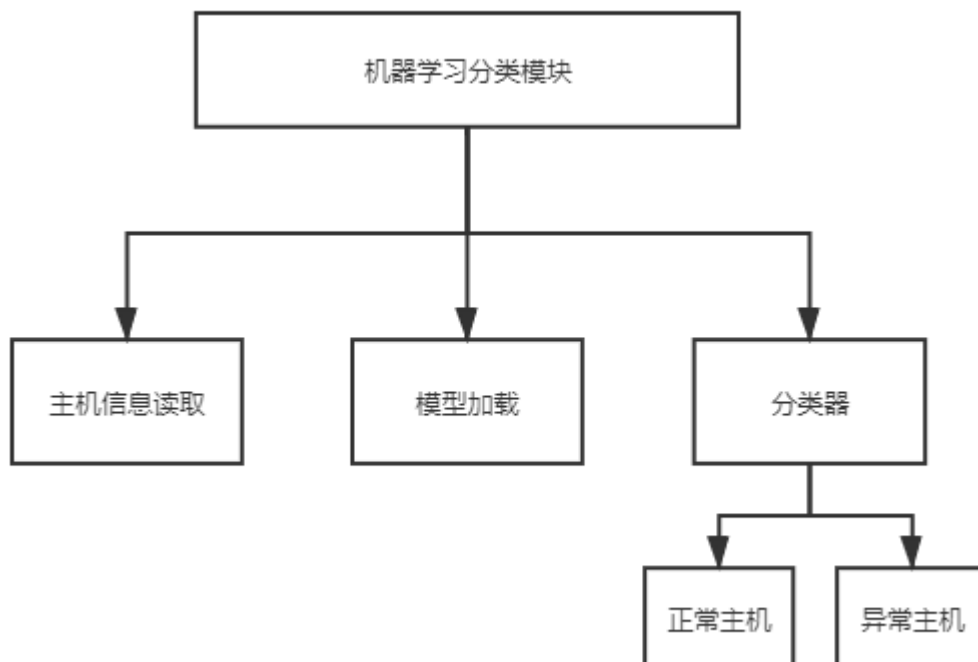 机器学习分类模块
主机信息读取
模型加载
分类器
正常主机
异常主机